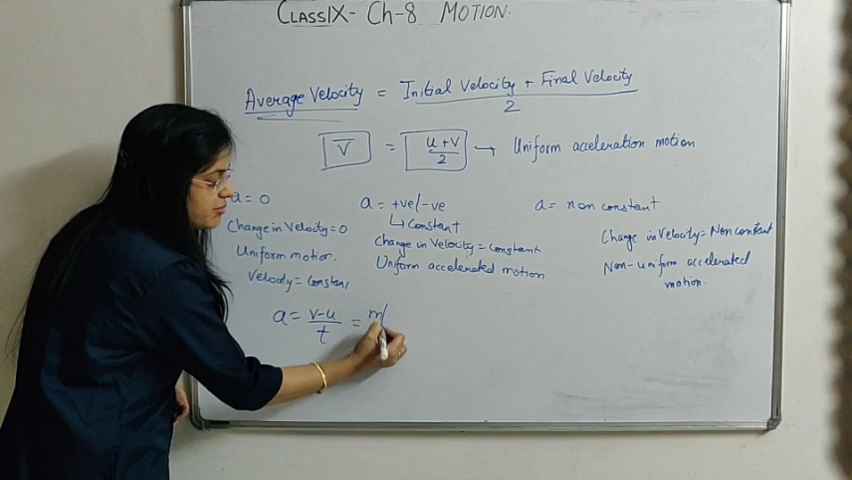 CLASS IX- Ch-8 MOTION.
Average Velocity = Initial Velocity + Final Velocity
2
V = u+v → Uniform acceleration motion
2
a = 0 a = +ve/-ve a = non constant
↳ Constant
Change in Velocity = 0 Change in Velocity = constant Change in Velocity = Non constant
Uniform motion. Uniform accelerated motion Non-uniform accelerated
Velocity = Constant motion.
a = v-u = m/
t